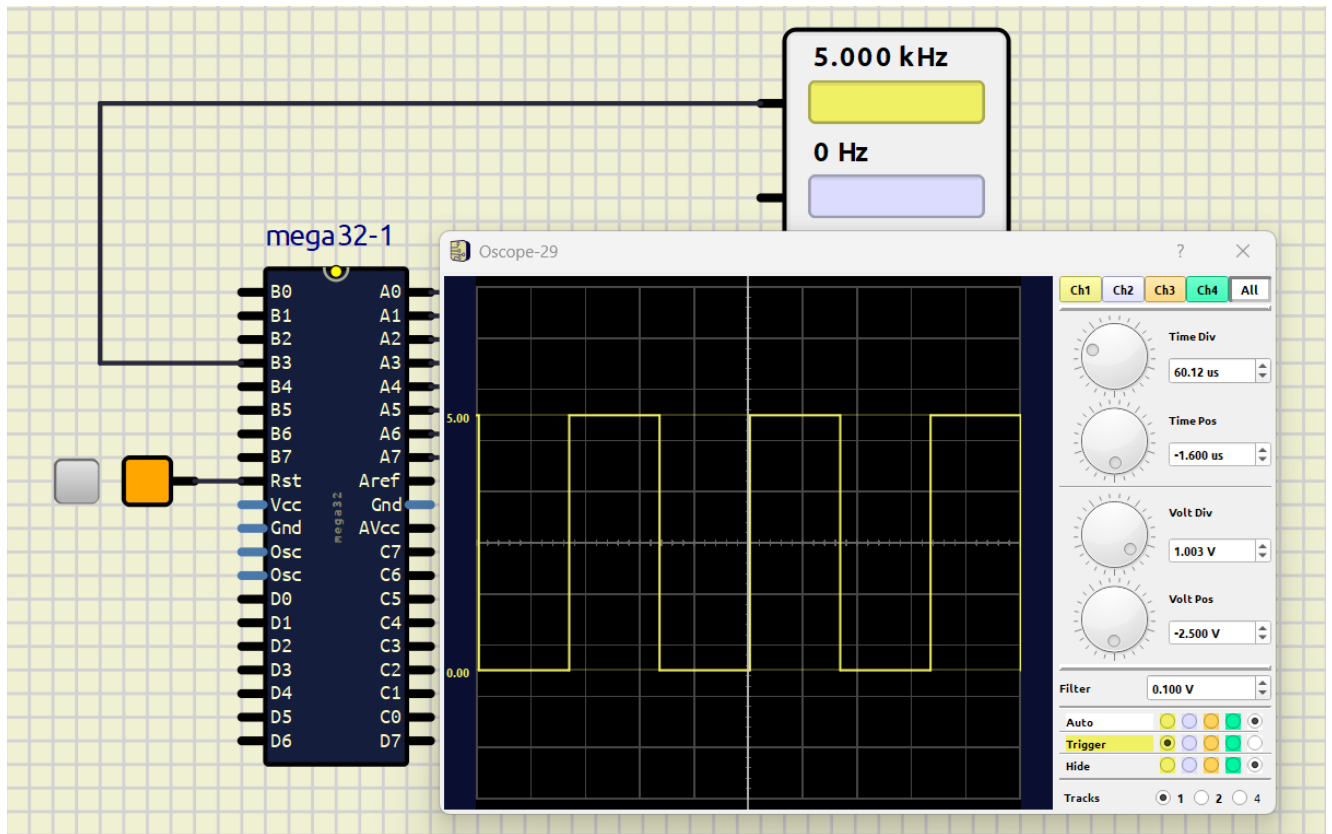 5.000 kHz
0 Hz
mega32-1
Oscope-29
?
B0 A0
B1 A1
B2 A2
B3 A3
B4 A4
B5 A5
B6 A6
B7 A7
Rst Aref
Vcc Gnd
Gnd AVcc
Osc C7
Osc C6
D0 C5
D1 C4
D2 C3
D3 C2
D4 C1
D5 C0
D6 D7
mega32
5.00
0.00
Ch1 Ch2 Ch3 Ch4 All
Time Div
60.12 us
Time Pos
-1.600 us
Volt Div
1.003 V
Volt Pos
-2.500 V
Filter 0.100 V
Auto
Trigger
Hide
Tracks 1 2 4